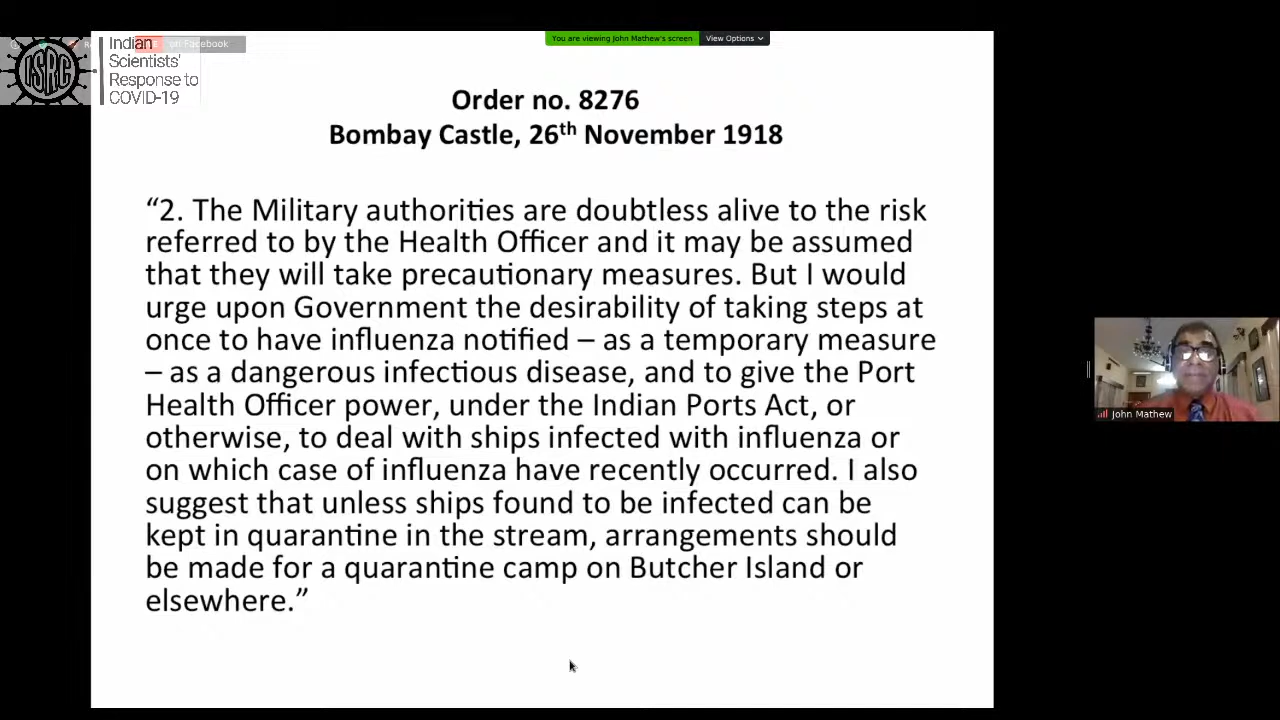 on Facebook
You are viewing John Mathew's screen
View Options
ISRC
Indian
Scientists'
Response to
COVID-19
Order no. 8276
Bombay Castle, 26th November 1918
“2. The Military authorities are doubtless alive to the risk
referred to by the Health Officer and it may be assumed
that they will take precautionary measures. But I would
urge upon Government the desirability of taking steps at
once to have influenza notified – as a temporary measure
– as a dangerous infectious disease, and to give the Port
Health Officer power, under the Indian Ports Act, or
otherwise, to deal with ships infected with influenza or
on which case of influenza have recently occurred. I also
suggest that unless ships found to be infected can be
kept in quarantine in the stream, arrangements should
be made for a quarantine camp on Butcher Island or
elsewhere.”
John Mathew